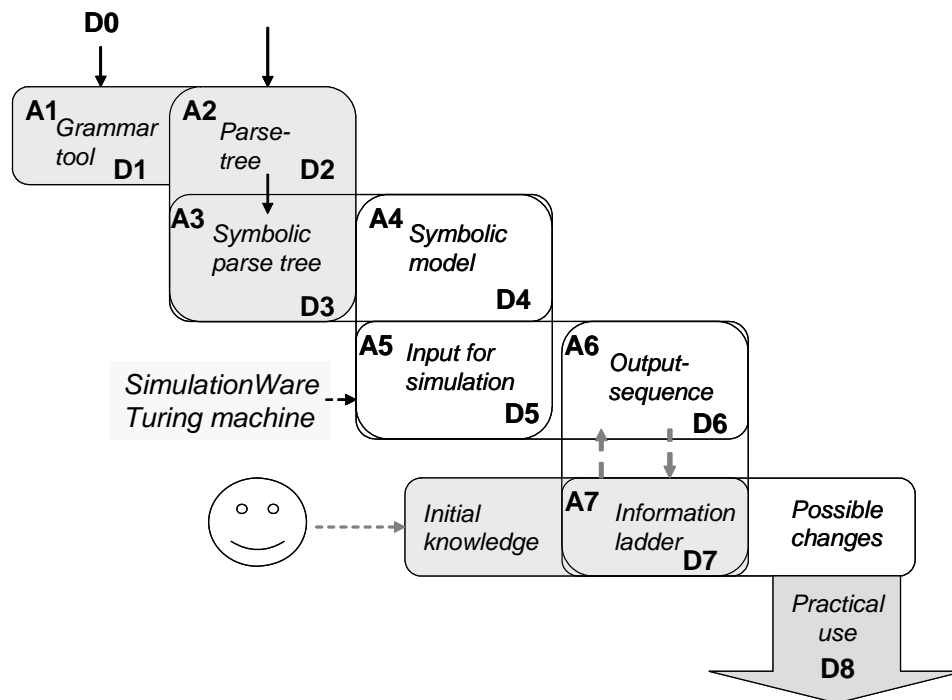 D0
A1
Grammar
tool
D1
A2
Parse-
tree
D2
A3
Symbolic
parse tree
D3
A4
Symbolic
model
D4
A5
Input for
simulation
D5
A6
Output-
sequence
D6
SimulationWare
Turing machine
Initial
knowledge
A7
Information
ladder
D7
Possible
changes
Practical
use
D8